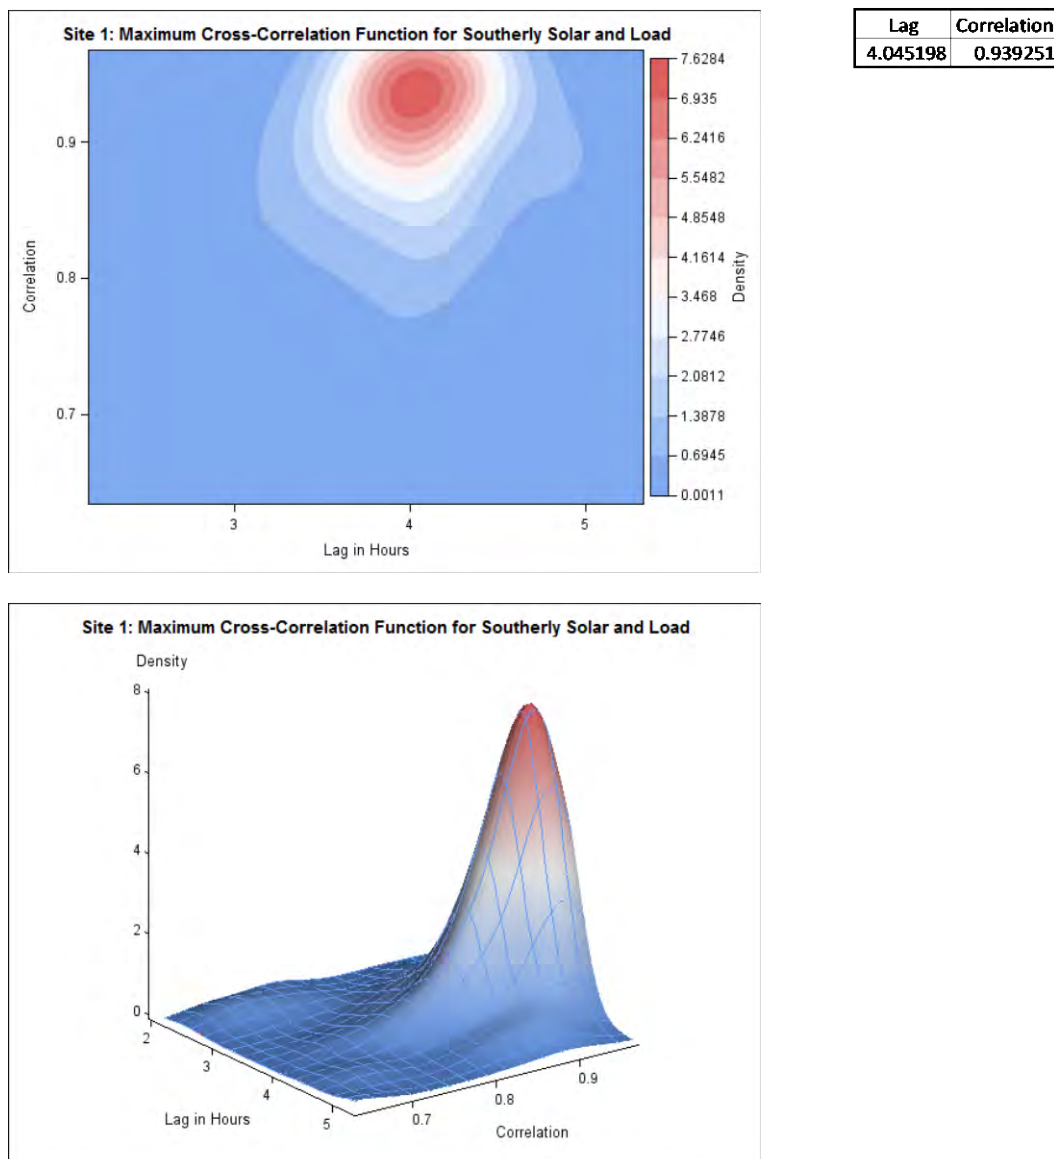 Site 1: Maximum Cross-Correlation Function for Southerly Solar and Load
0.9
0.8
0.7
Correlation
3 4 5
Lag in Hours
7.6284
6.935
6.2416
5.5482
4.8548
4.1614
3.468
2.7746
2.0812
1.3878
0.6945
0.0011
Density
Lag Correlation
4.045198 0.939251
Site 1: Maximum Cross-Correlation Function for Southerly Solar and Load
Density
8
6
4
2
0
2
3
4
5
Lag in Hours
0.7
0.8
0.9
Correlation